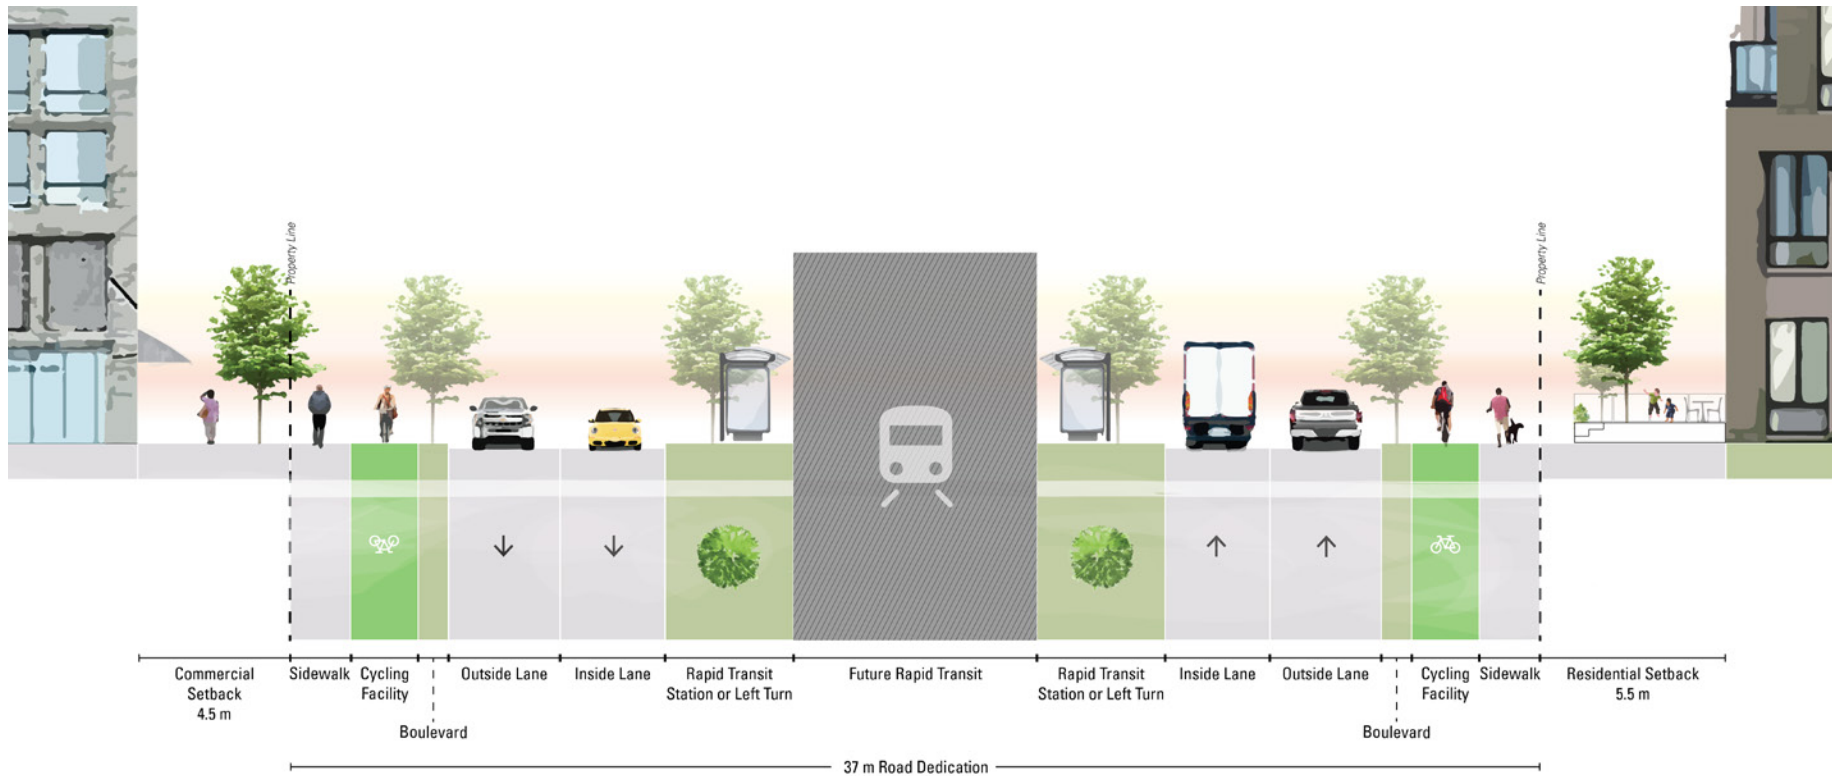 Property Line
Property Line
Commercial
Setback
4.5 m
Sidewalk
Cycling
Facility
Boulevard
Outside Lane
Inside Lane
Rapid Transit
Station or Left Turn
Future Rapid Transit
Rapid Transit
Station or Left Turn
Inside Lane
Outside Lane
Boulevard
Cycling
Facility
Sidewalk
Residential Setback
5.5 m
37 m Road Dedication